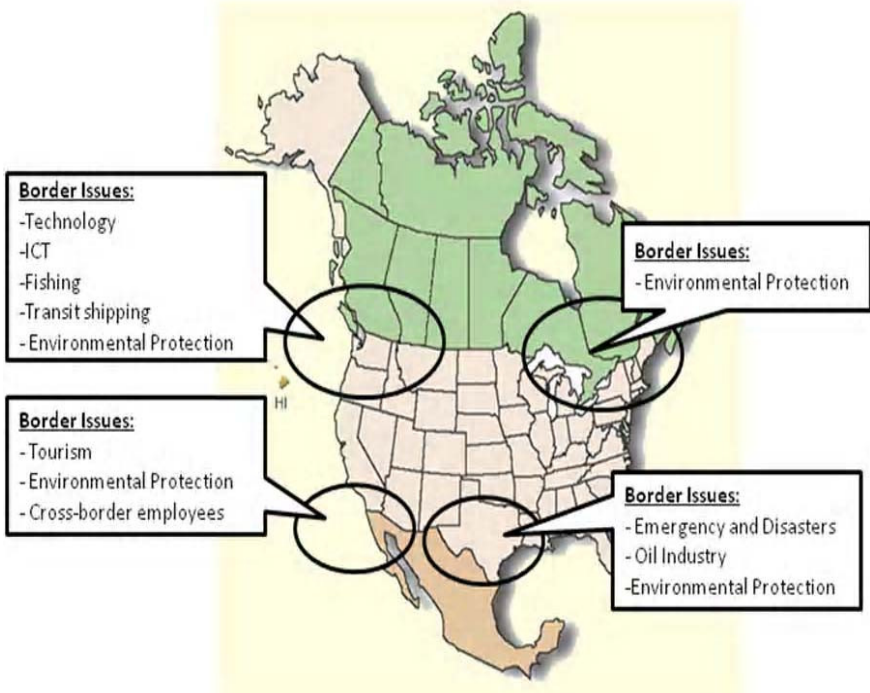 Border Issues:
-Technology
-ICT
-Fishing
-Transit shipping
- Environmental Protection
Border Issues:
- Environmental Protection
HI
Border Issues:
- Tourism
- Environmental Protection
- Cross-border employees
Border Issues:
- Emergency and Disasters
- Oil Industry
-Environmental Protection